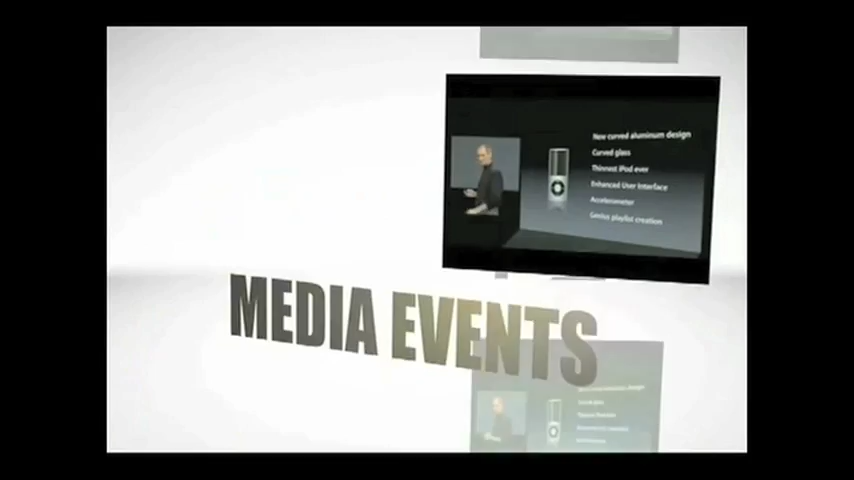 New curved aluminum design
Curved glass
Thinnest iPod ever
Enhanced User Interface
Accelerometer
Genius playlist creation
MEDIA EVENTS